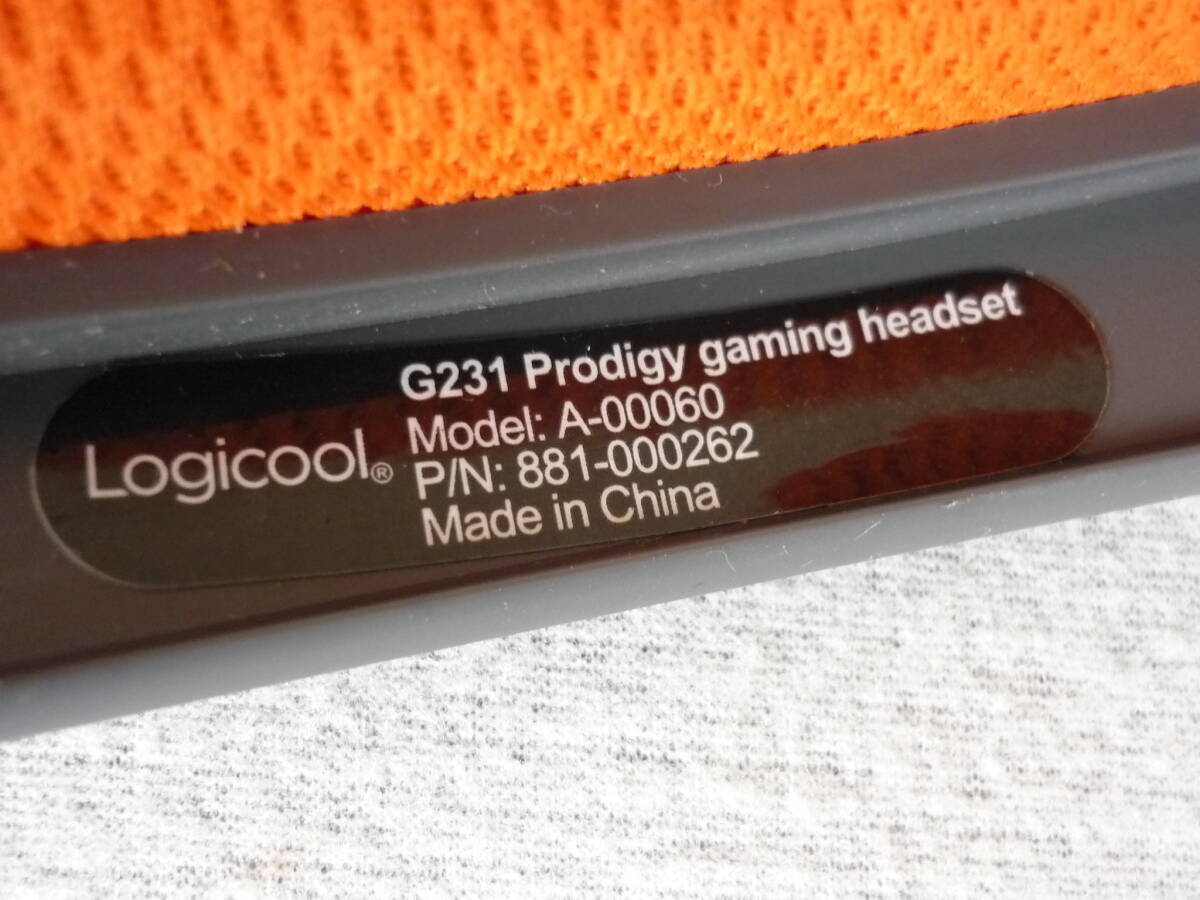 G231 Prodigy gaming headset
Model: A-00060
Logicool®
P/N: 881-000262
Made in China